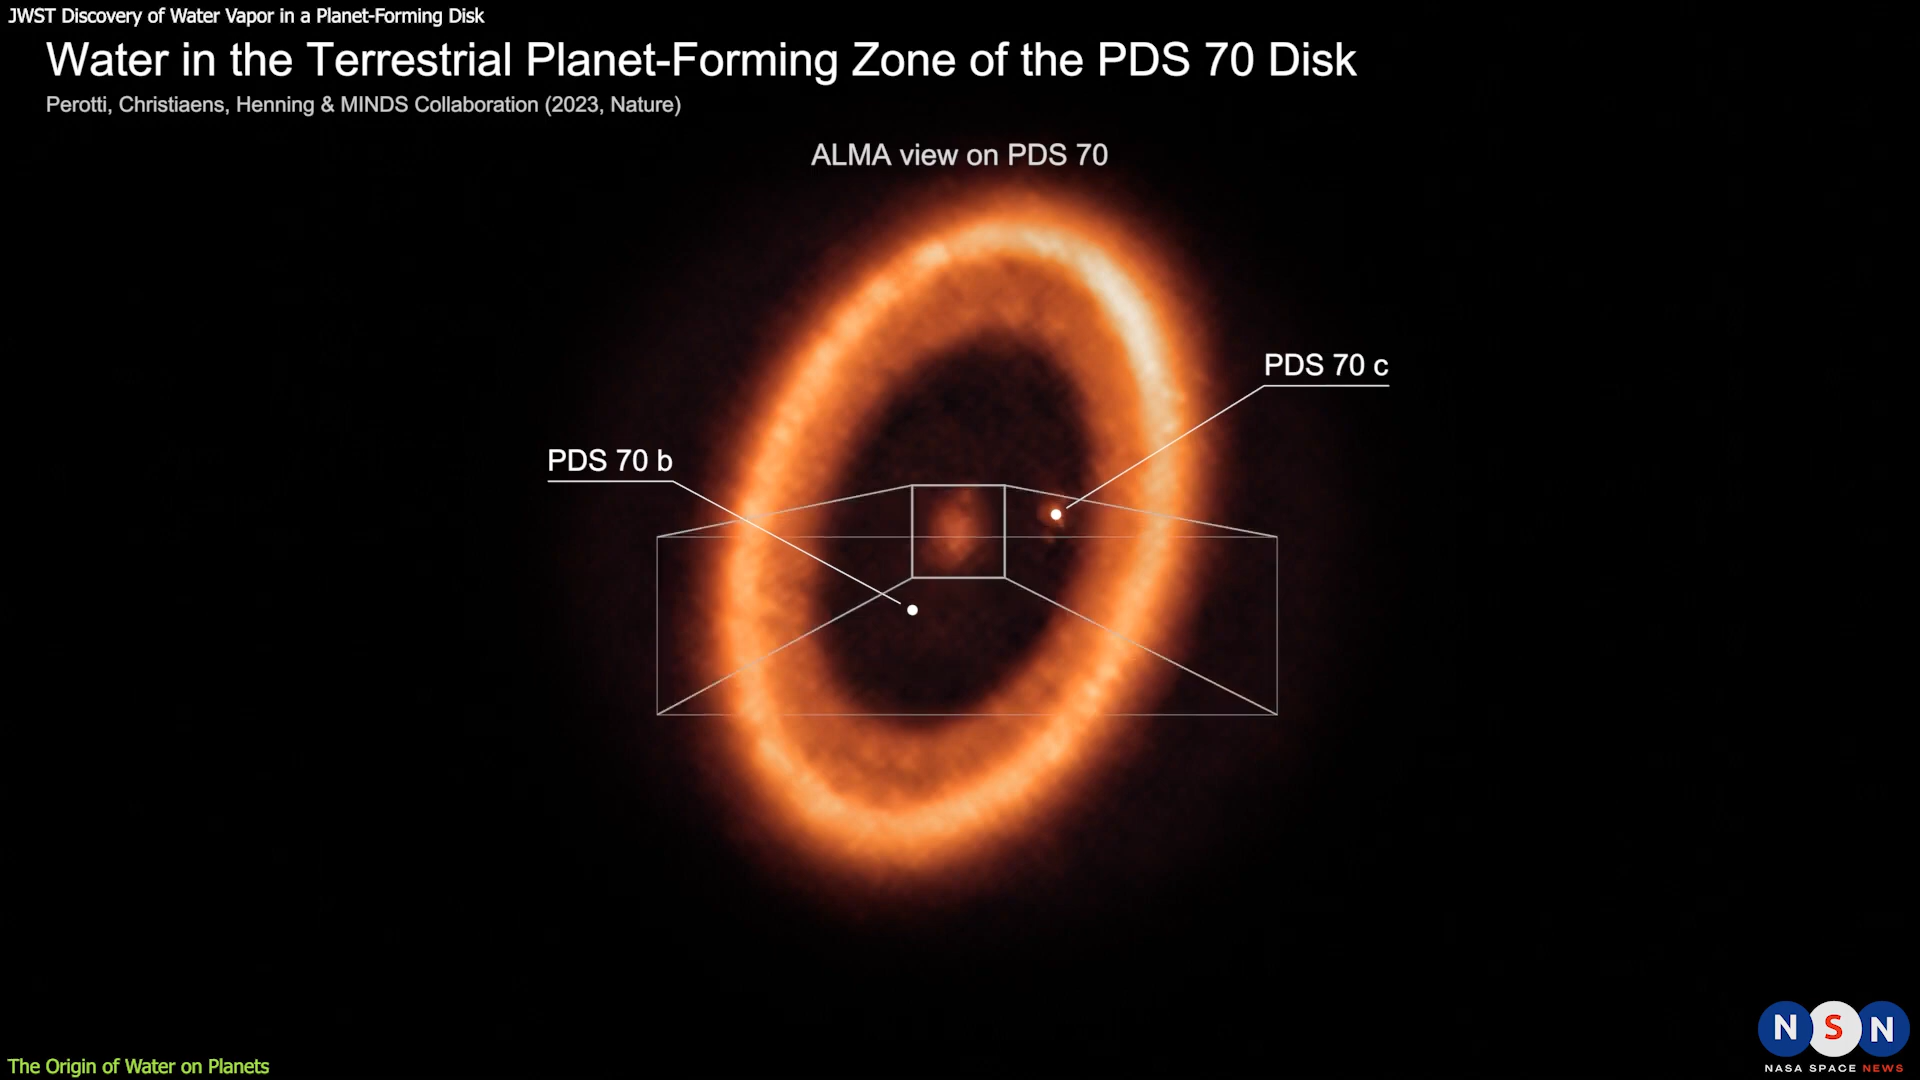 JWST Discovery of Water Vapor in a Planet-Forming Disk
Water in the Terrestrial Planet-Forming Zone of the PDS 70 Disk
Perotti, Christiaens, Henning & MINDS Collaboration (2023, Nature)
ALMA view on PDS 70
PDS 70 c
PDS 70 b
NSN
NASA SPACE NEWS
The Origin of Water on Planets